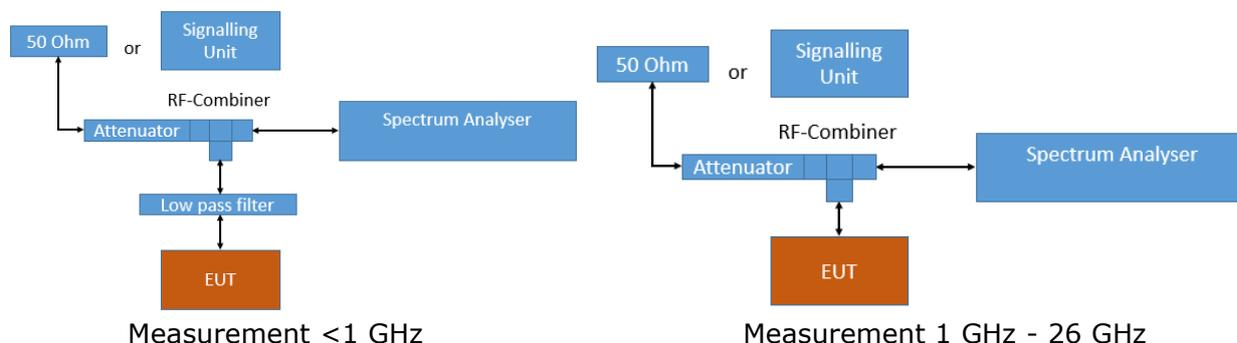 50 Ohm
or
Signalling
Unit
RF-Combiner
Attenuator
Spectrum Analyser
Low pass filter
EUT
Measurement <1 GHz
50 Ohm
or
Signalling
Unit
RF-Combiner
Attenuator
Spectrum Analyser
EUT
Measurement 1 GHz - 26 GHz